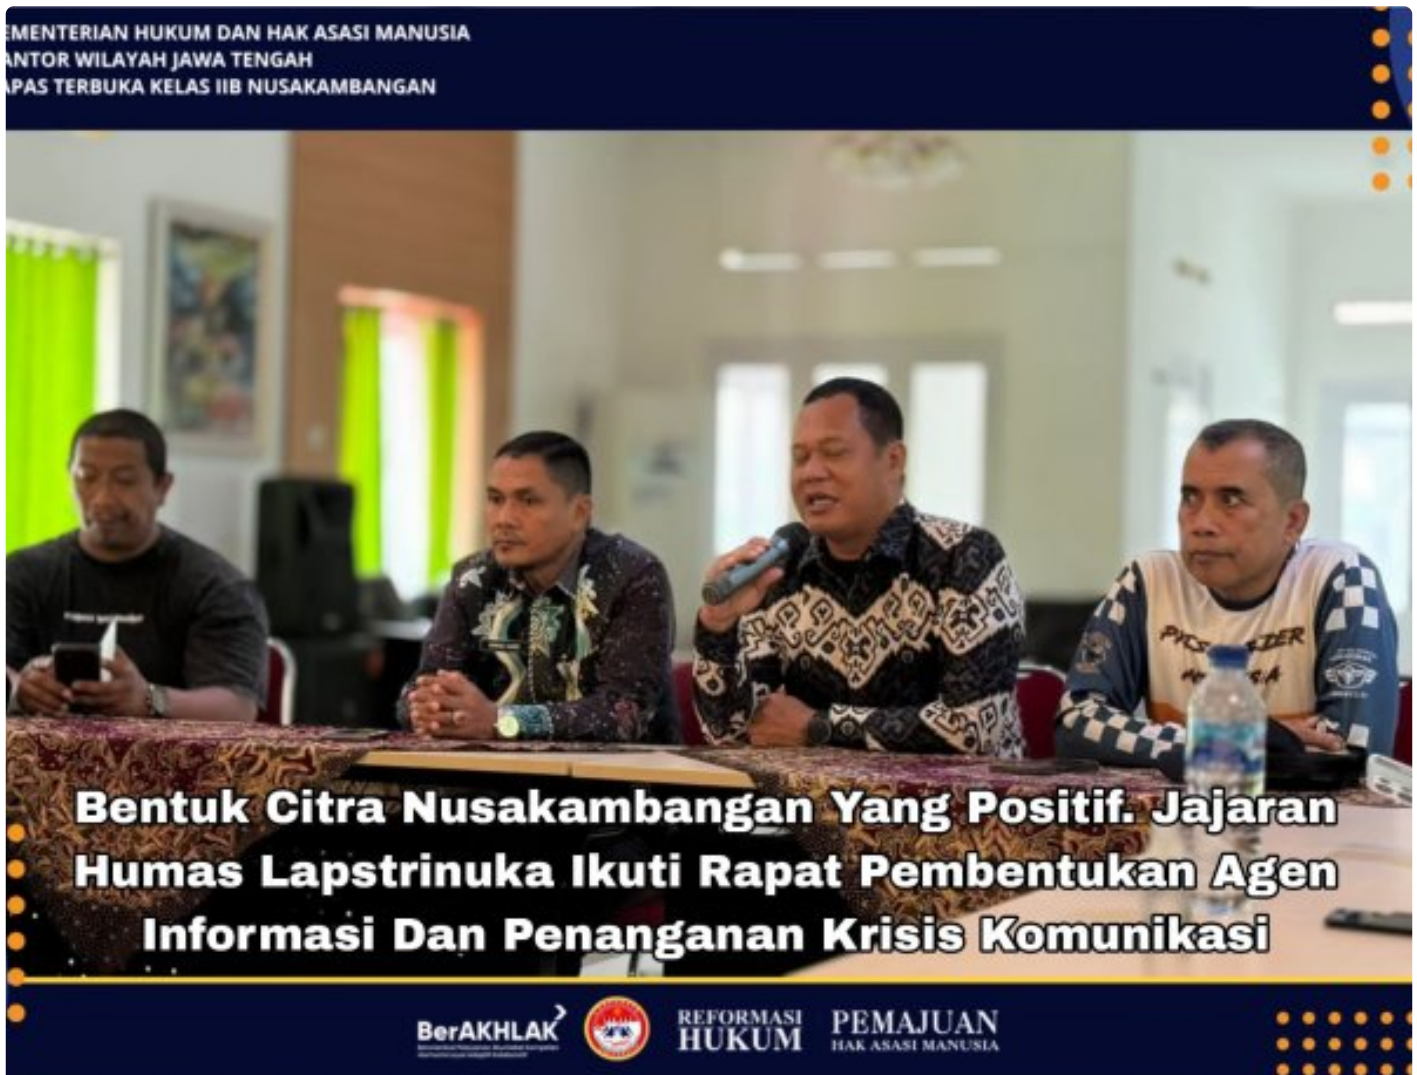 EMENTERIAN HUKUM DAN HAK ASASI MANUSIA
ANTOR WILAYAH JAWA TENGAH
APAS TERBUKA KELAS IIB NUSAKAMBANGAN
Bentuk Citra Nusakambangan Yang Positif. Jajaran
Humas Lapstrinuka Ikuti Rapat Pembentukan Agen
Informasi Dan Penanganan Krisis Komunikasi
BerAKHLAK
REFORMASI
HUKUM
PEMAJUAN
HAK ASASI MANUSIA